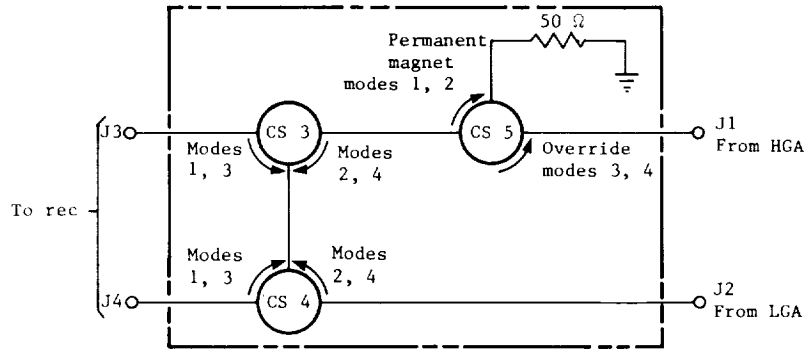 50 Ω
Permanent
magnet
modes 1, 2
J3
CS 3
CS 5
J1
From HGA
Modes
1, 3
Modes
2, 4
Override
modes 3, 4
To rec
Modes
1, 3
Modes
2, 4
J4
CS 4
J2
From LGA